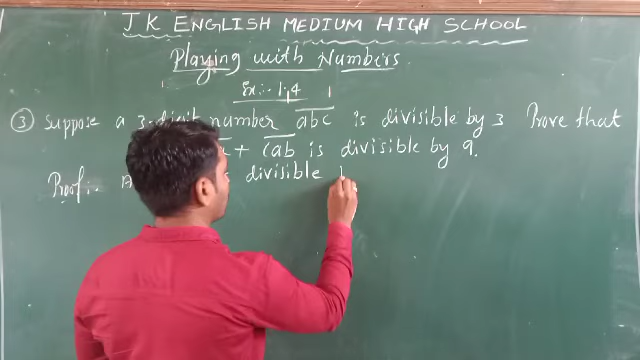 JK ENGLISH MEDIUM HIGH SCHOOL
Playing with Numbers.
Ex:- 1.4
③ Suppose a 3-digit number abc is divisible by 3 Prove that
+ cab is divisible by 9.
Proof:- divisible